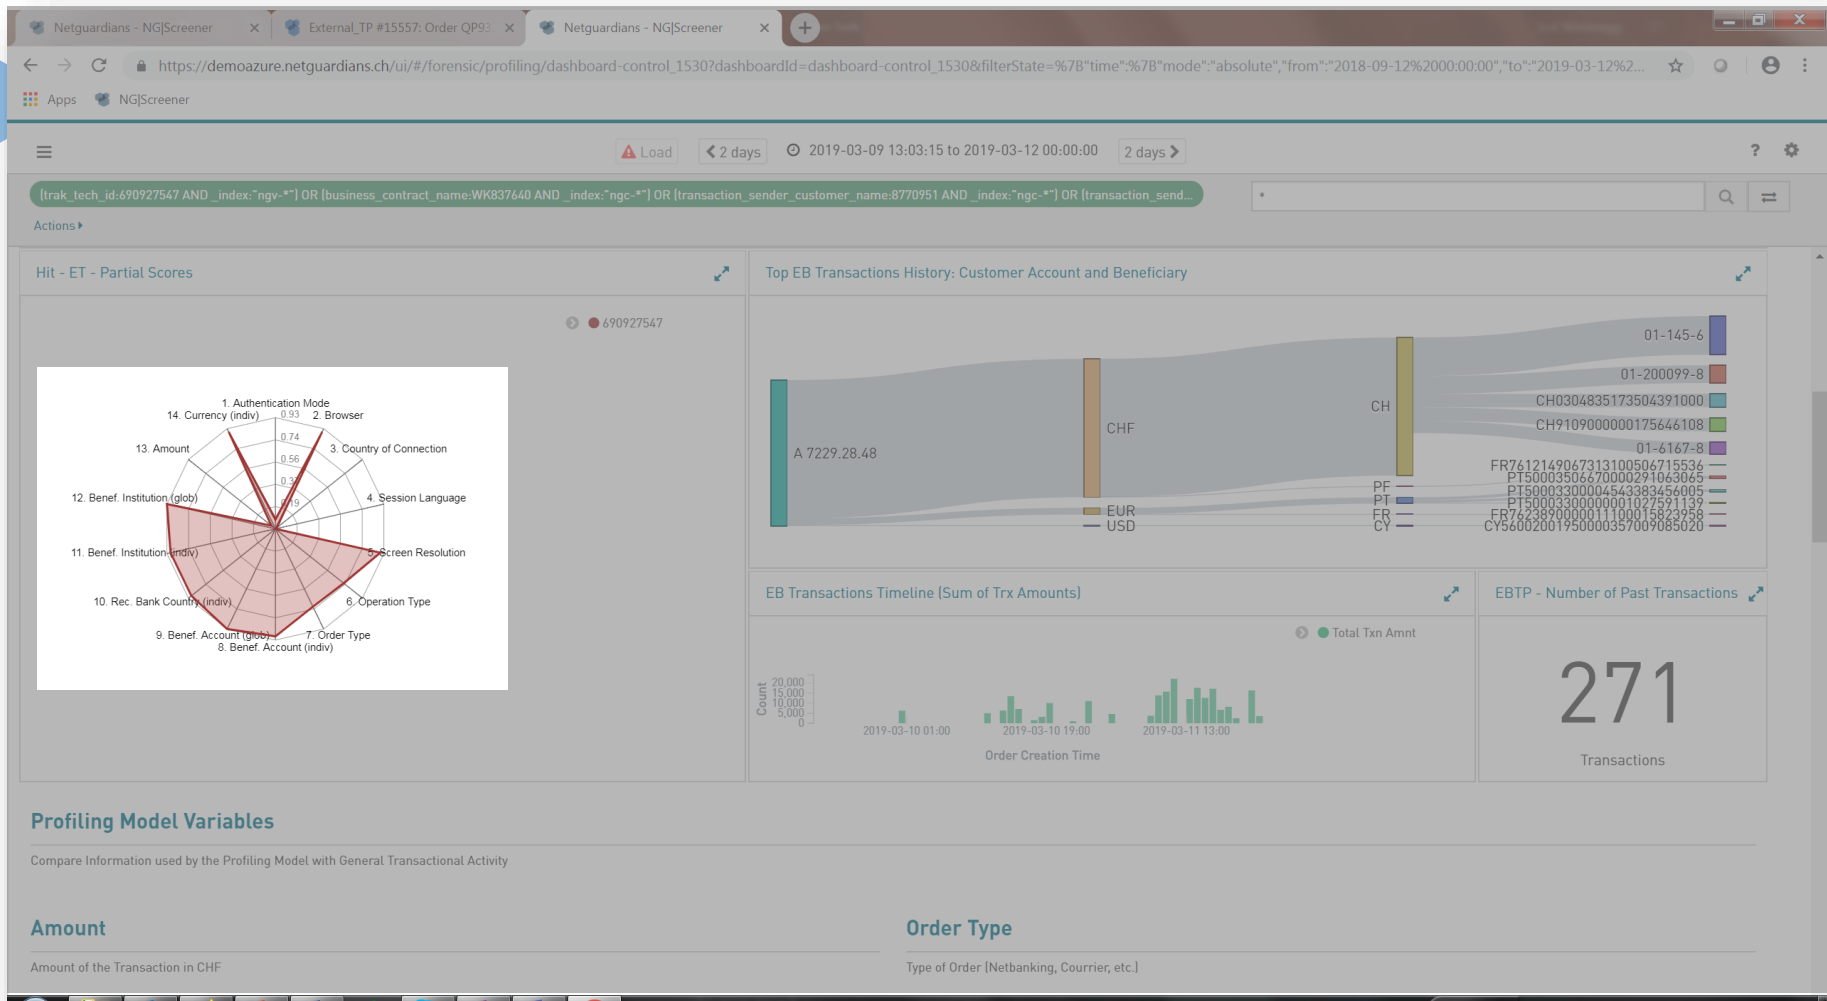 Netguardians - NG|Screener
External_TP #15557: Order QP93
Netguardians - NG|Screener
https://demoazure.netguardians.ch/ui/#/forensic/profiling/dashboard-control_1530?dashboardId=dashboard-control_1530&filterState=%7B"time":%7B"mode":"absolute","from":"2018-09-12%2000:00:00","to":"2019-03-12%2...
Apps NG|Screener
Load 2 days 2019-03-09 13:03:15 to 2019-03-12 00:00:00 2 days ?
(trak_tech_id:690927547 AND _index:"ngv-*") OR (business_contract_name:WK837640 AND _index:"ngc-*") OR (transaction_sender_customer_name:8770951 AND _index:"ngc-*") OR (transaction_send...
*
Actions
Hit - ET - Partial Scores
690927547
1. Authentication Mode
14. Currency (indiv) 0.93 2. Browser
0.74
13. Amount 3. Country of Connection
0.56
0.37
12. Benef. Institution (glob) 4. Session Language
0.19
11. Benef. Institution (indiv) 5. Screen Resolution
10. Rec. Bank Country (indiv) 6. Operation Type
9. Benef. Account (glob) 7. Order Type
8. Benef. Account (indiv)
Top EB Transactions History: Customer Account and Beneficiary
A 7229.28.48
CHF
EUR
USD
CH
PF
PT
FR
CY
01-145-6
01-200099-8
CH0304835173504391000
CH9109000000175646108
01-6167-8
FR7612149067313100506715536
PT50003506670000291063065
PT50003300004543383456005
PT50003300000001027591139
FR7623890000011100015823958
CY56002001950000357009085020
EB Transactions Timeline (Sum of Trx Amounts)
Total Txn Amnt
Count
20,000
15,000
10,000
5,000
0
2019-03-10 01:00 2019-03-10 19:00 2019-03-11 13:00
Order Creation Time
EBTP - Number of Past Transactions
271
Transactions
Profiling Model Variables
Compare Information used by the Profiling Model with General Transactional Activity
Amount
Amount of the Transaction in CHF
Order Type
Type of Order (Netbanking, Courrier, etc.)